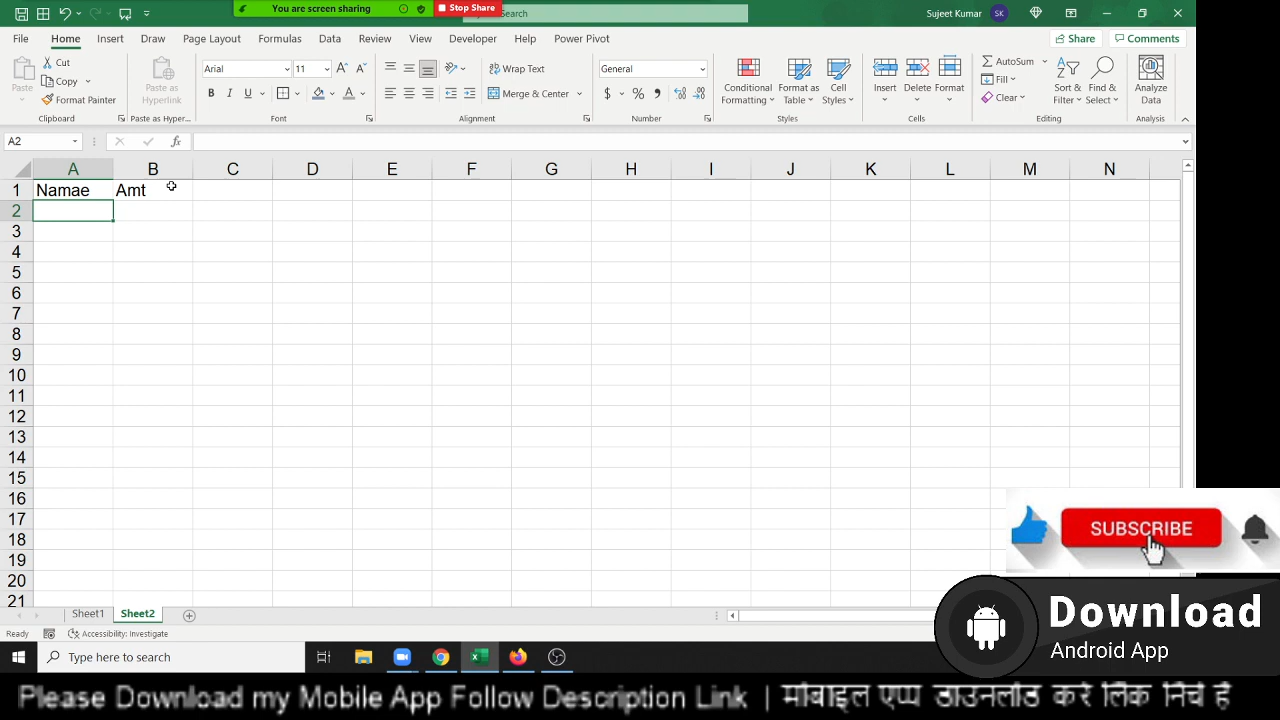 You are screen sharing
Stop Share
Search
Sujeet Kumar
SK
File Home Insert Draw Page Layout Formulas Data Review View Developer Help Power Pivot
Share
Comments
Paste
Cut
Copy
Format Painter
Clipboard
Paste as Hyperlink
Paste as Hyper...
Arial
11
B I U
Font
Wrap Text
Merge & Center
Alignment
General
$ % 9
Number
Conditional Formatting
Format as Table
Cell Styles
Styles
Insert
Delete
Format
Cells
AutoSum
Fill
Clear
Sort & Filter
Find & Select
Editing
Analyze Data
Analysis
A2
fx
A B C D E F G H I J K L M N
1 Namae Amt
2
3
4
5
6
7
8
9
10
11
12
13
14
15
16
17
18
19
20
21
SUBSCRIBE
Sheet1 Sheet2
Ready
Accessibility: Investigate
Download
Android App
Type here to search
Please Download my Mobile App Follow Description Link | मोबाइल एप्प डाउनलोड करे लिंक निचे है